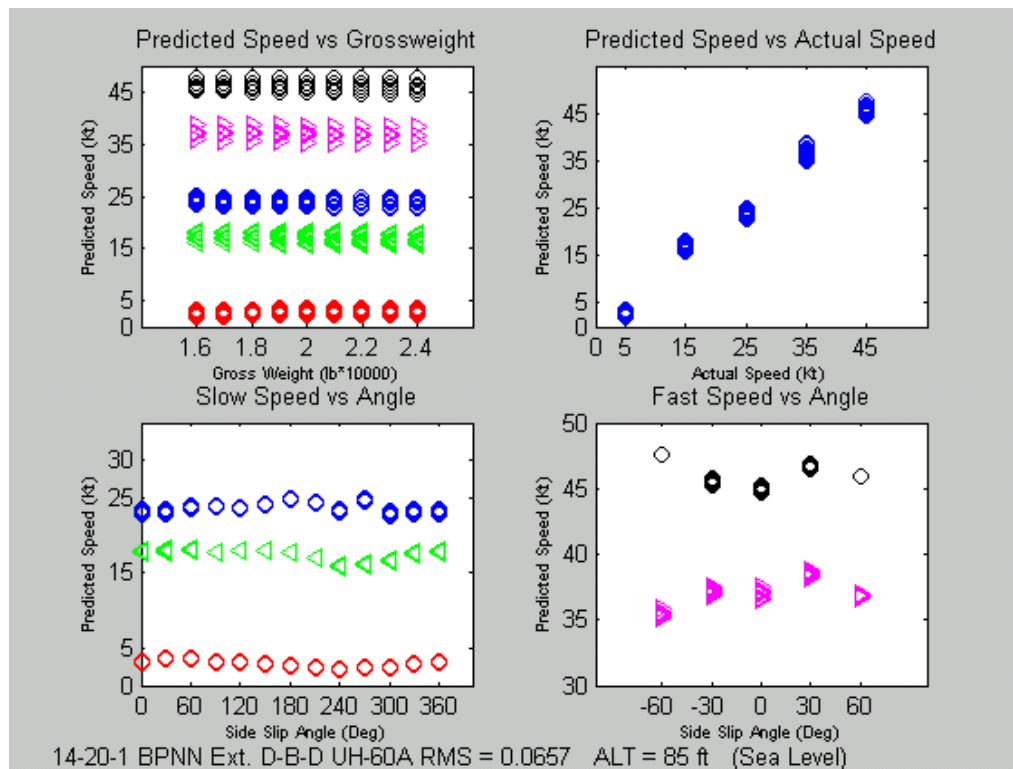 Predicted Speed vs Grossweight
Predicted Speed (Kt)
45
35
25
15
5
0
1.6 1.8 2 2.2 2.4
Gross Weight (lb*10000)
Predicted Speed vs Actual Speed
Predicted Speed (Kt)
45
35
25
15
5
0
0 5 15 25 35 45
Actual Speed (Kt)
Slow Speed vs Angle
Predicted Speed (Kt)
30
25
15
5
0
0 60 120 180 240 300 360
Side Slip Angle (Deg)
Fast Speed vs Angle
Predicted Speed (Kt)
50
45
40
35
30
-60 -30 0 30 60
Side Slip Angle (Deg)
14-20-1 BPNN Ext. D-B-D UH-60A RMS = 0.0657 ALT = 85 ft (Sea Level)